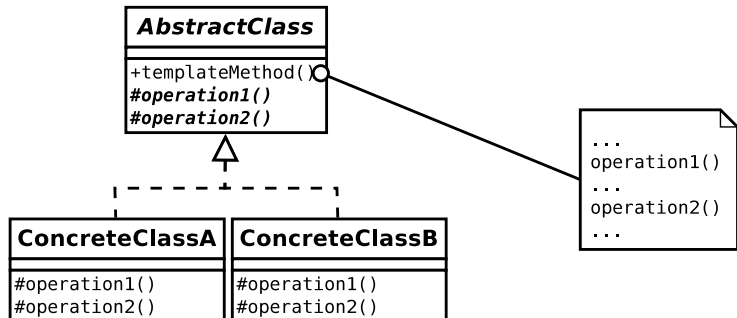 AbstractClass
+templateMethod()
#operation1()
#operation2()
...
operation1()
...
operation2()
...
ConcreteClassA
#operation1()
#operation2()
ConcreteClassB
#operation1()
#operation2()